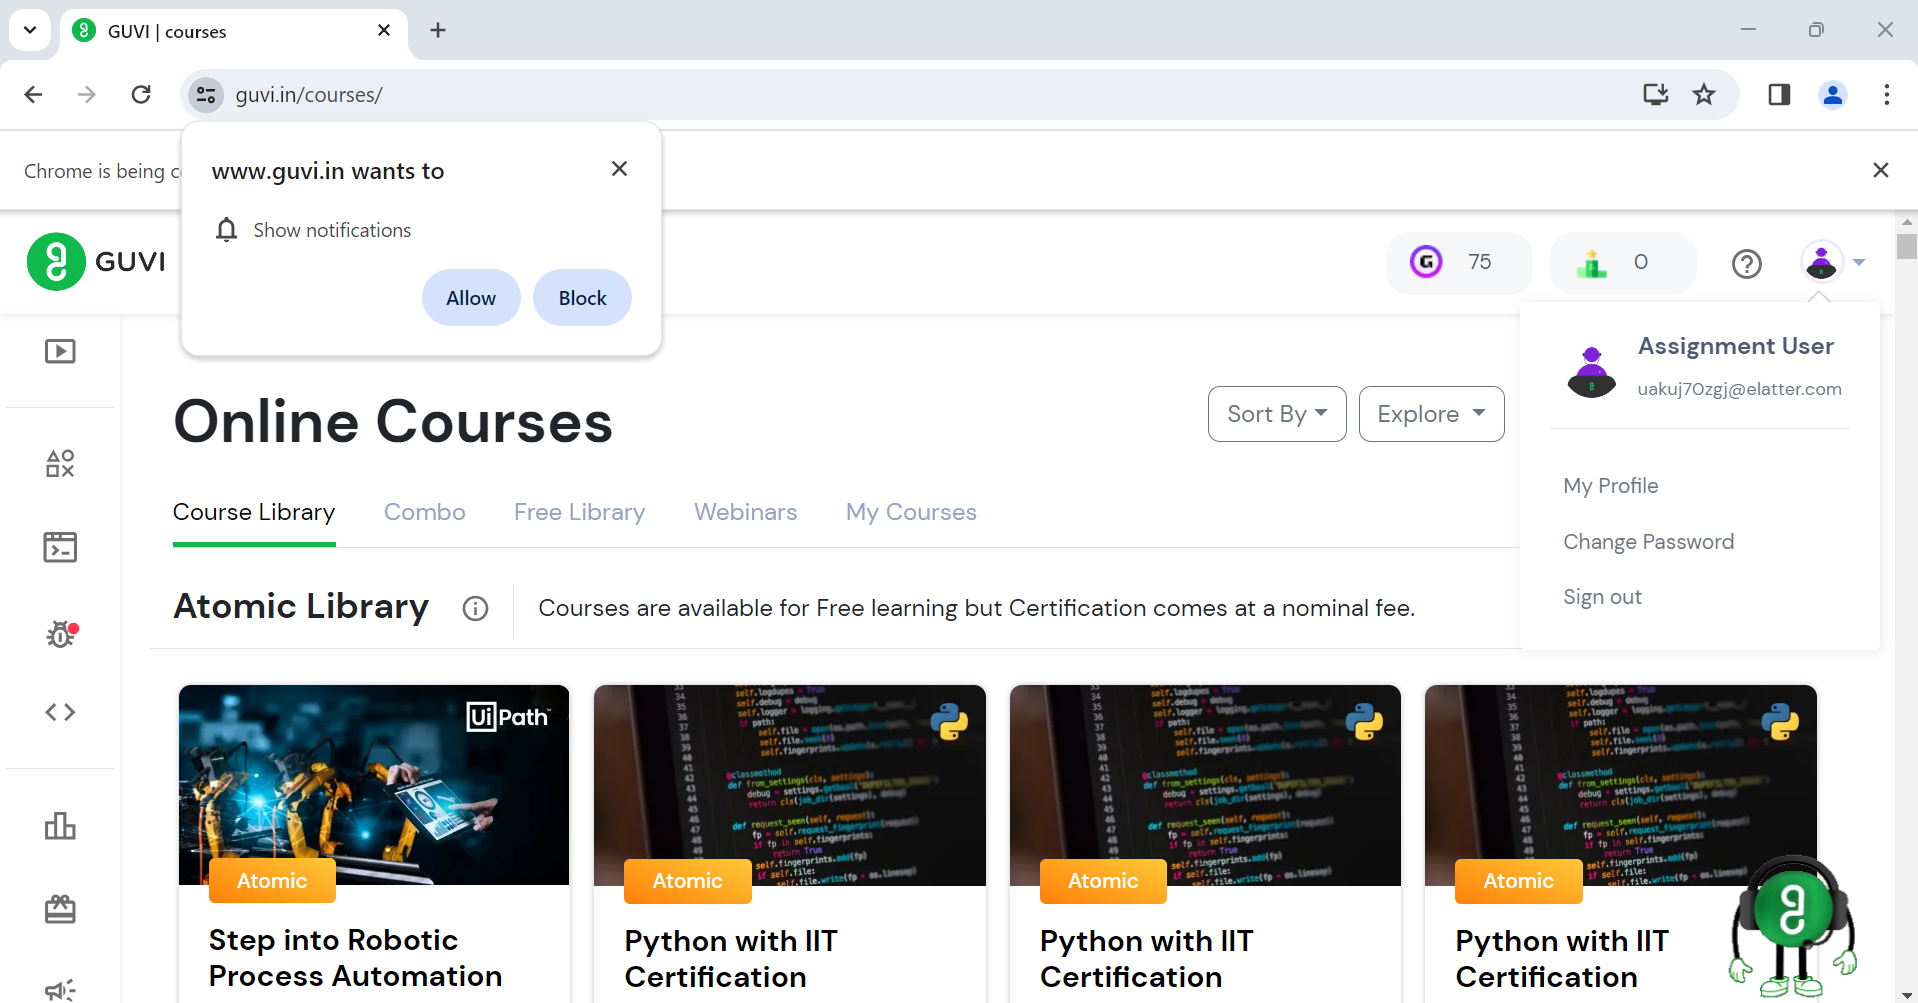 GUVI | courses
guvi.in/courses/
Chrome is being c
www.guvi.in wants to
Show notifications
Allow
Block
GUVI
75
0
Assignment User
uakuj70zgj@elatter.com
My Profile
Change Password
Sign out
Online Courses
Sort By
Explore
Course Library
Combo
Free Library
Webinars
My Courses
Atomic Library
Courses are available for Free learning but Certification comes at a nominal fee.
UiPath
Atomic
Atomic
Atomic
Atomic
Step into Robotic
Process Automation
Python with IIT
Certification
Python with IIT
Certification
Python with IIT
Certification